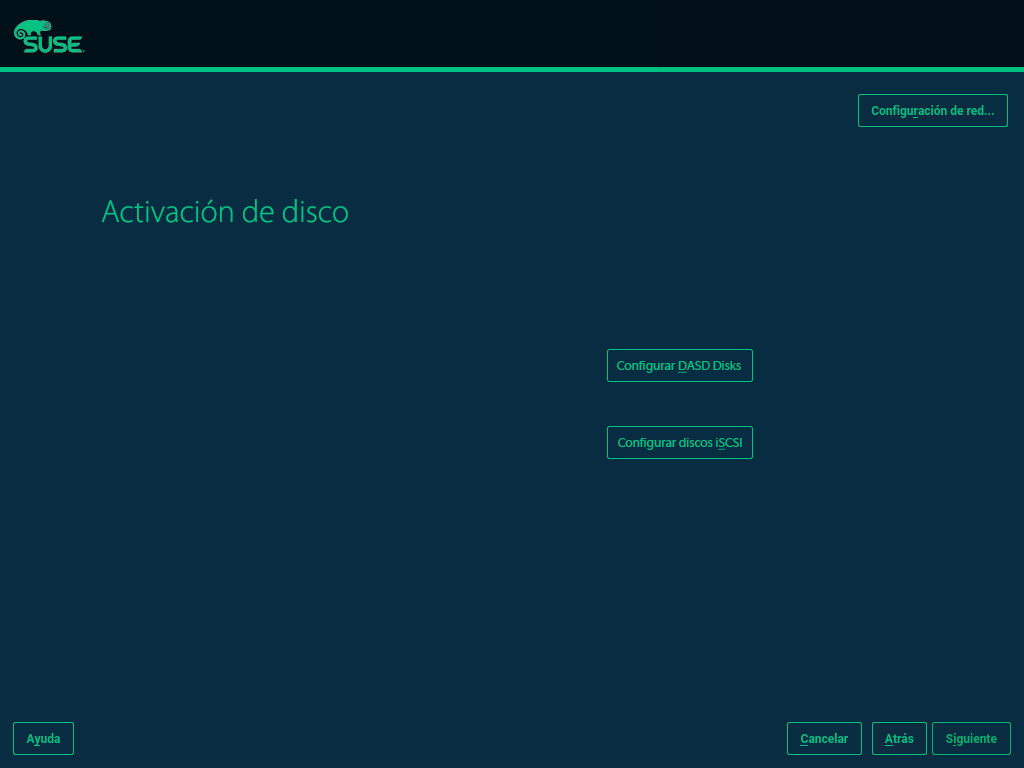 SUSE
Configuración de red...
Activación de disco
Configurar DASD Disks
Configurar discos iSCSI
Ayuda
Cancelar
Atrás
Siguiente